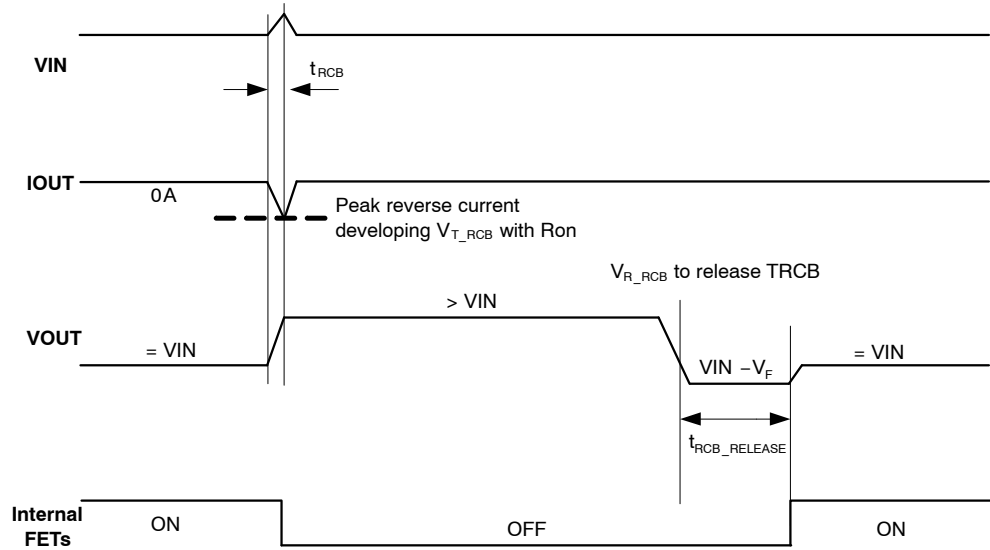 VIN
tRCB
IOUT
0A
Peak reverse current
developing VT_RCB with Ron
VR_RCB to release TRCB
> VIN
VOUT
= VIN
VIN –VF
= VIN
tRCB_RELEASE
Internal
FETs
ON
OFF
ON